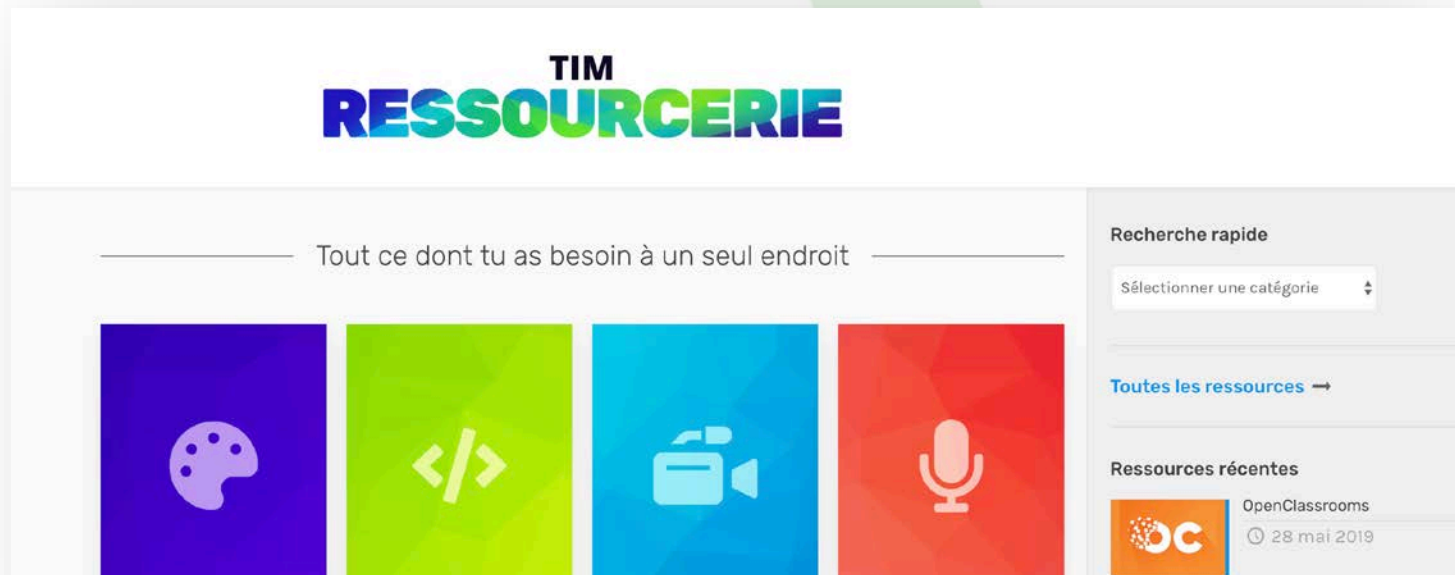 TIM
RESSOURCERIE
Tout ce dont tu as besoin à un seul endroit
Recherche rapide
Sélectionner une catégorie
Toutes les ressources →
Ressources récentes
OC
OpenClassrooms
28 mai 2019